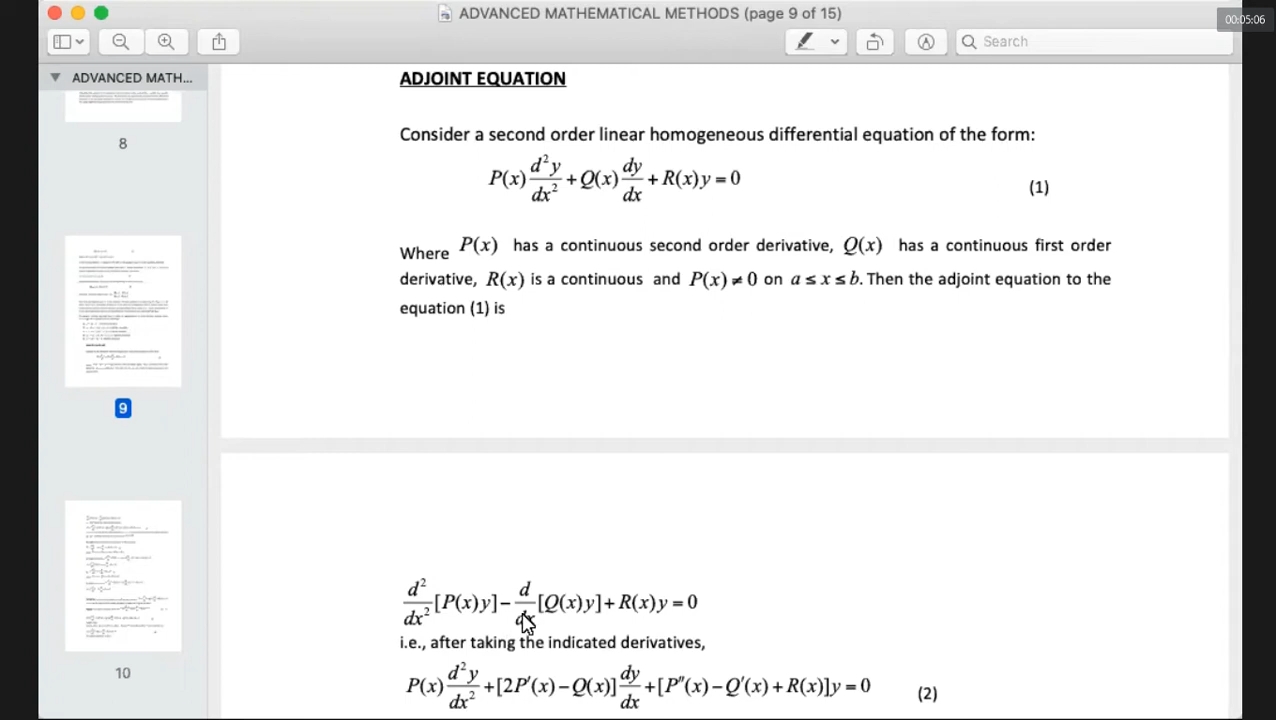 ADVANCED MATHEMATICAL METHODS (page 9 of 15)
00:05:06
Search
ADVANCED MATH...
8
9
10
ADJOINT EQUATION
Consider a second order linear homogeneous differential equation of the form:
P(x) d²y/dx² + Q(x) dy/dx + R(x)y = 0 (1)
Where P(x) has a continuous second order derivative, Q(x) has a continuous first order
derivative, R(x) is a continuous and P(x) ≠ 0 on a ≤ x ≤ b. Then the adjoint equation to the
equation (1) is
d²/dx² [P(x)y] − d/dx [Q(x)y] + R(x)y = 0
i.e., after taking the indicated derivatives,
P(x) d²y/dx² + [2P′(x) − Q(x)] dy/dx + [P″(x) − Q′(x) + R(x)]y = 0 (2)